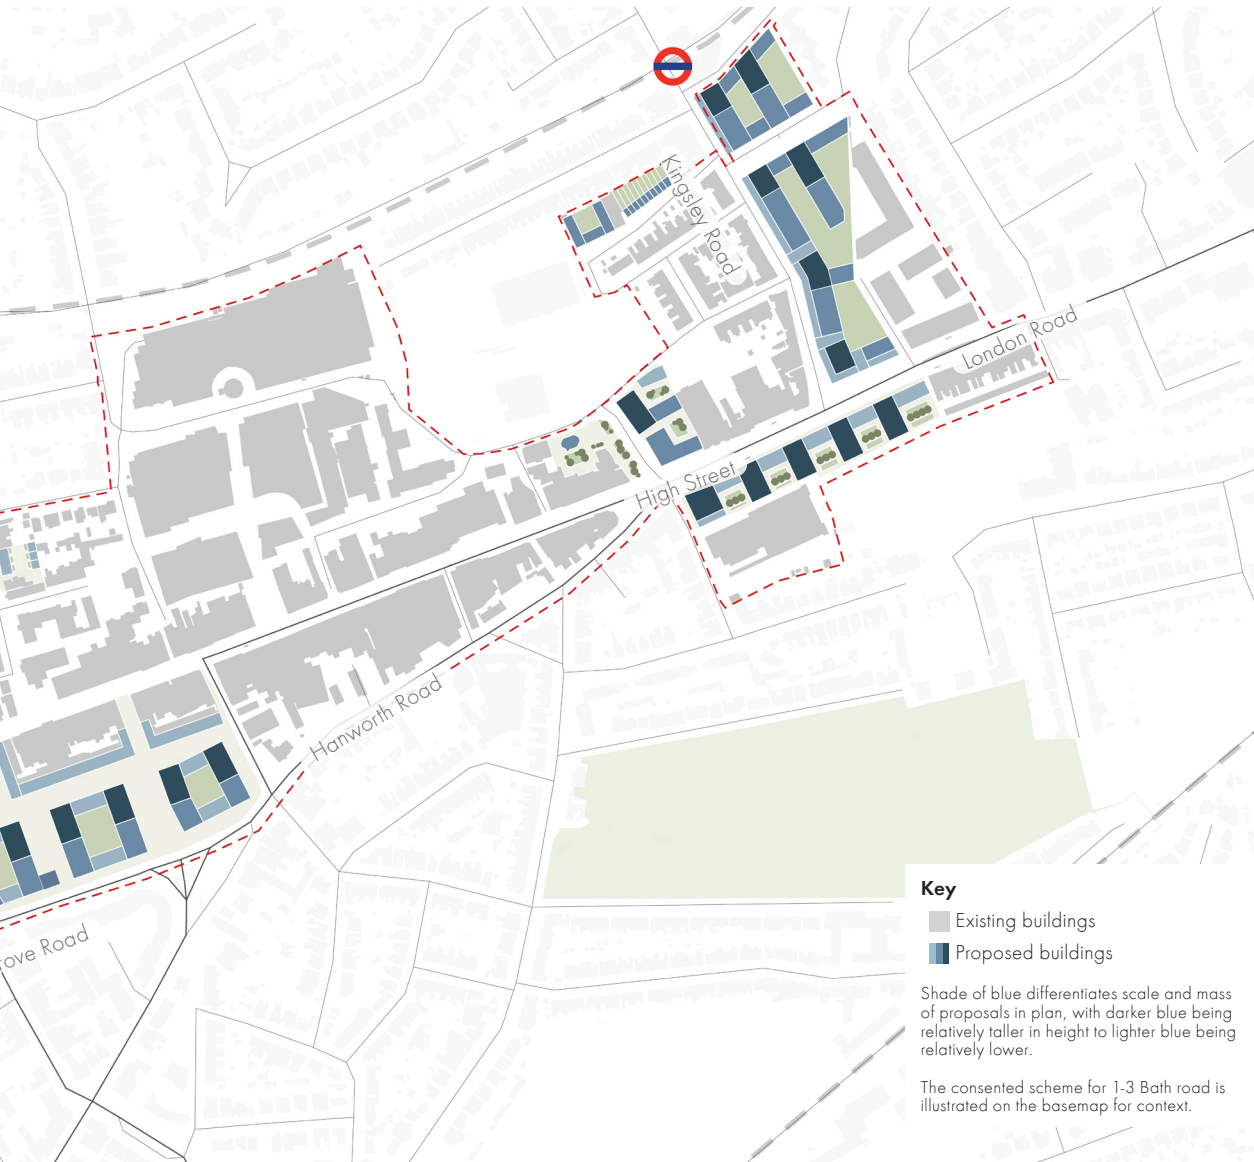 Kingsley Road
London Road
High Street
Hanworth Road
ove Road
Key
Existing buildings
Proposed buildings
Shade of blue differentiates scale and mass
of proposals in plan, with darker blue being
relatively taller in height to lighter blue being
relatively lower.
The consented scheme for 1-3 Bath road is
illustrated on the basemap for context.